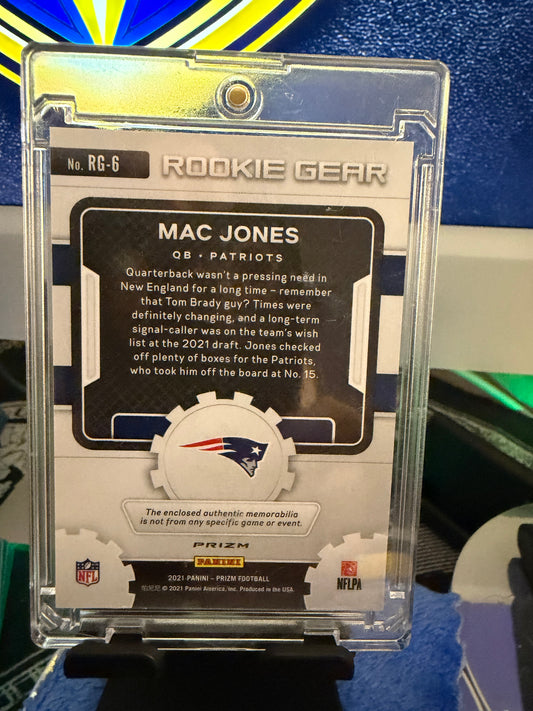 No. RG-6
ROOKIE GEAR
MAC JONES
QB • PATRIOTS
Quarterback wasn't a pressing need in
New England for a long time – remember
that Tom Brady guy? Times were
definitely changing, and a long-term
signal-caller was on the team's wish
list at the 2021 draft. Jones checked
off plenty of boxes for the Patriots,
who took him off the board at No. 15.
The enclosed authentic memorabilia
is not from any specific game or event.
PRIZM
PANINI
NFL
NFLPA
2021 PANINI – PRIZM FOOTBALL
帕尼尼 © 2021 Panini America, Inc. Produced in the USA.